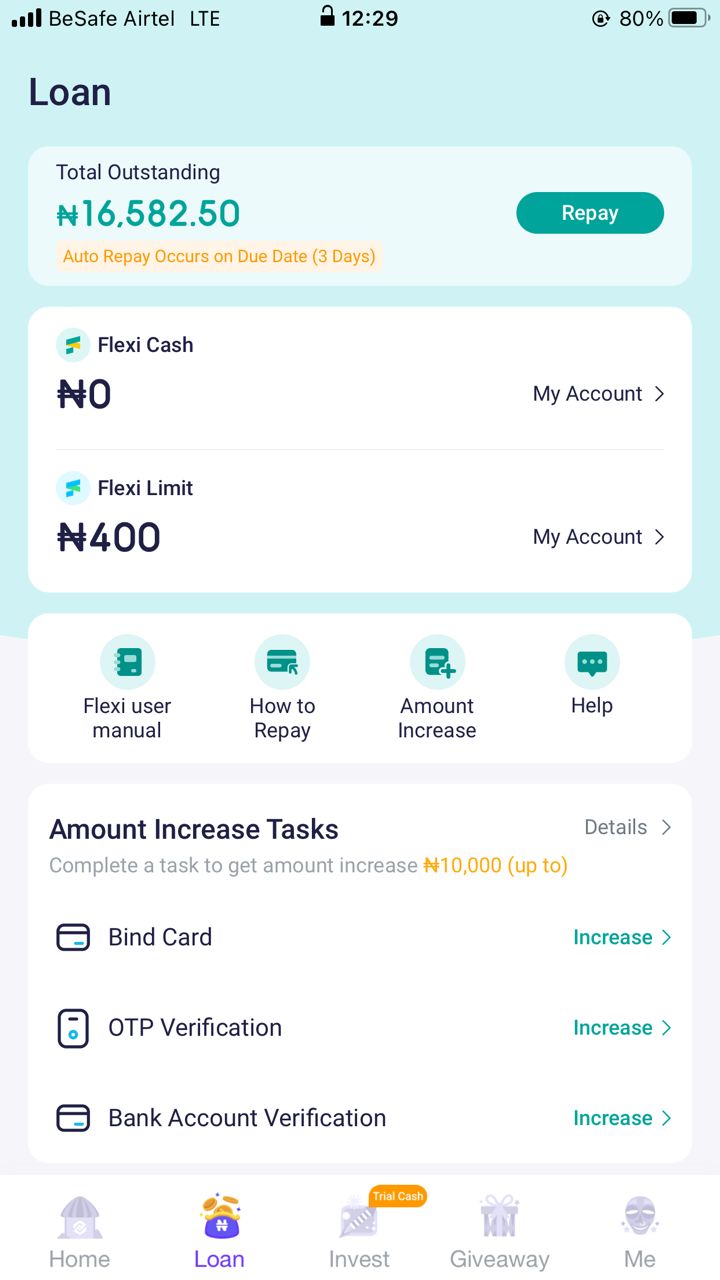 BeSafe Airtel LTE 12:29 80%
Loan
Total Outstanding
₦16,582.50
Repay
Auto Repay Occurs on Due Date (3 Days)
Flexi Cash
₦0
My Account
Flexi Limit
₦400
My Account
Flexi user
manual
How to
Repay
Amount
Increase
Help
Amount Increase Tasks
Details
Complete a task to get amount increase ₦10,000 (up to)
Bind Card
Increase
OTP Verification
Increase
Bank Account Verification
Increase
Trial Cash
Home
Loan
Invest
Giveaway
Me